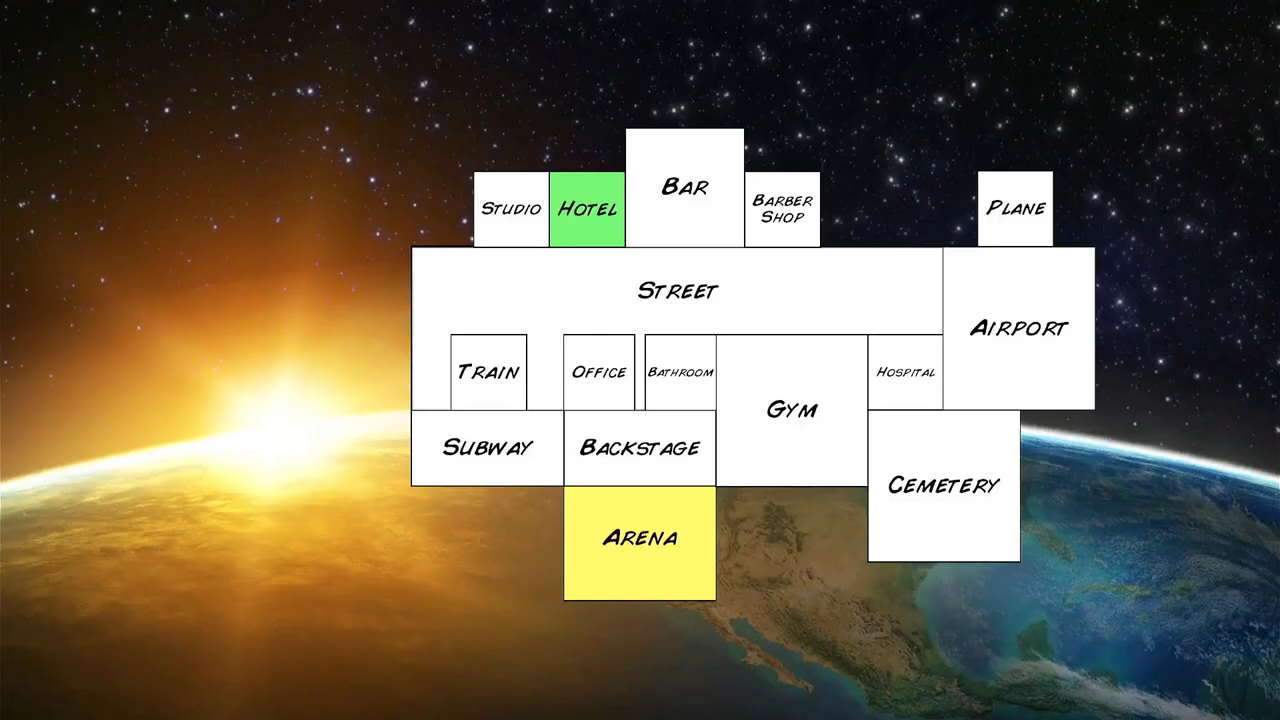 BAR
STUDIO
HOTEL
BARBER
SHOP
PLANE
STREET
AIRPORT
TRAIN
OFFICE
BATHROOM
HOSPITAL
GYM
SUBWAY
BACKSTAGE
CEMETERY
ARENA